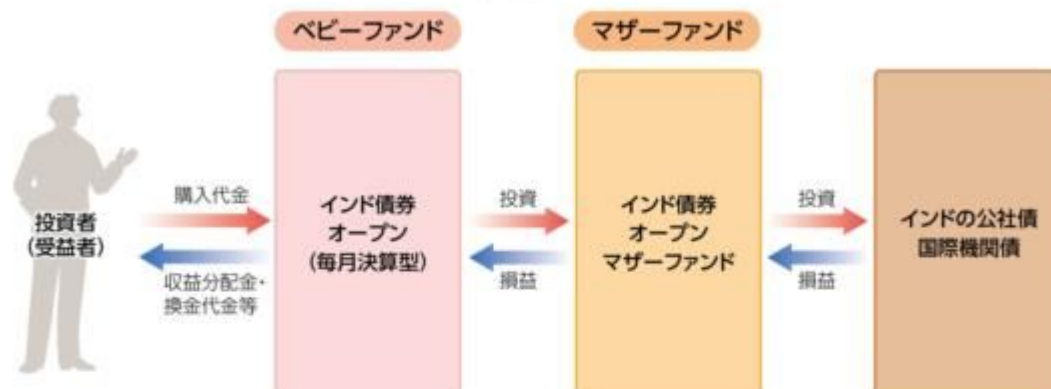 ベビーファンド
マザーファンド
投資者
(受益者)
購入代金
収益分配金・
換金代金等
インド債券
オープン
(毎月決算型)
投資
損益
インド債券
オープン
マザーファンド
投資
損益
インドの公社債
国際機関債